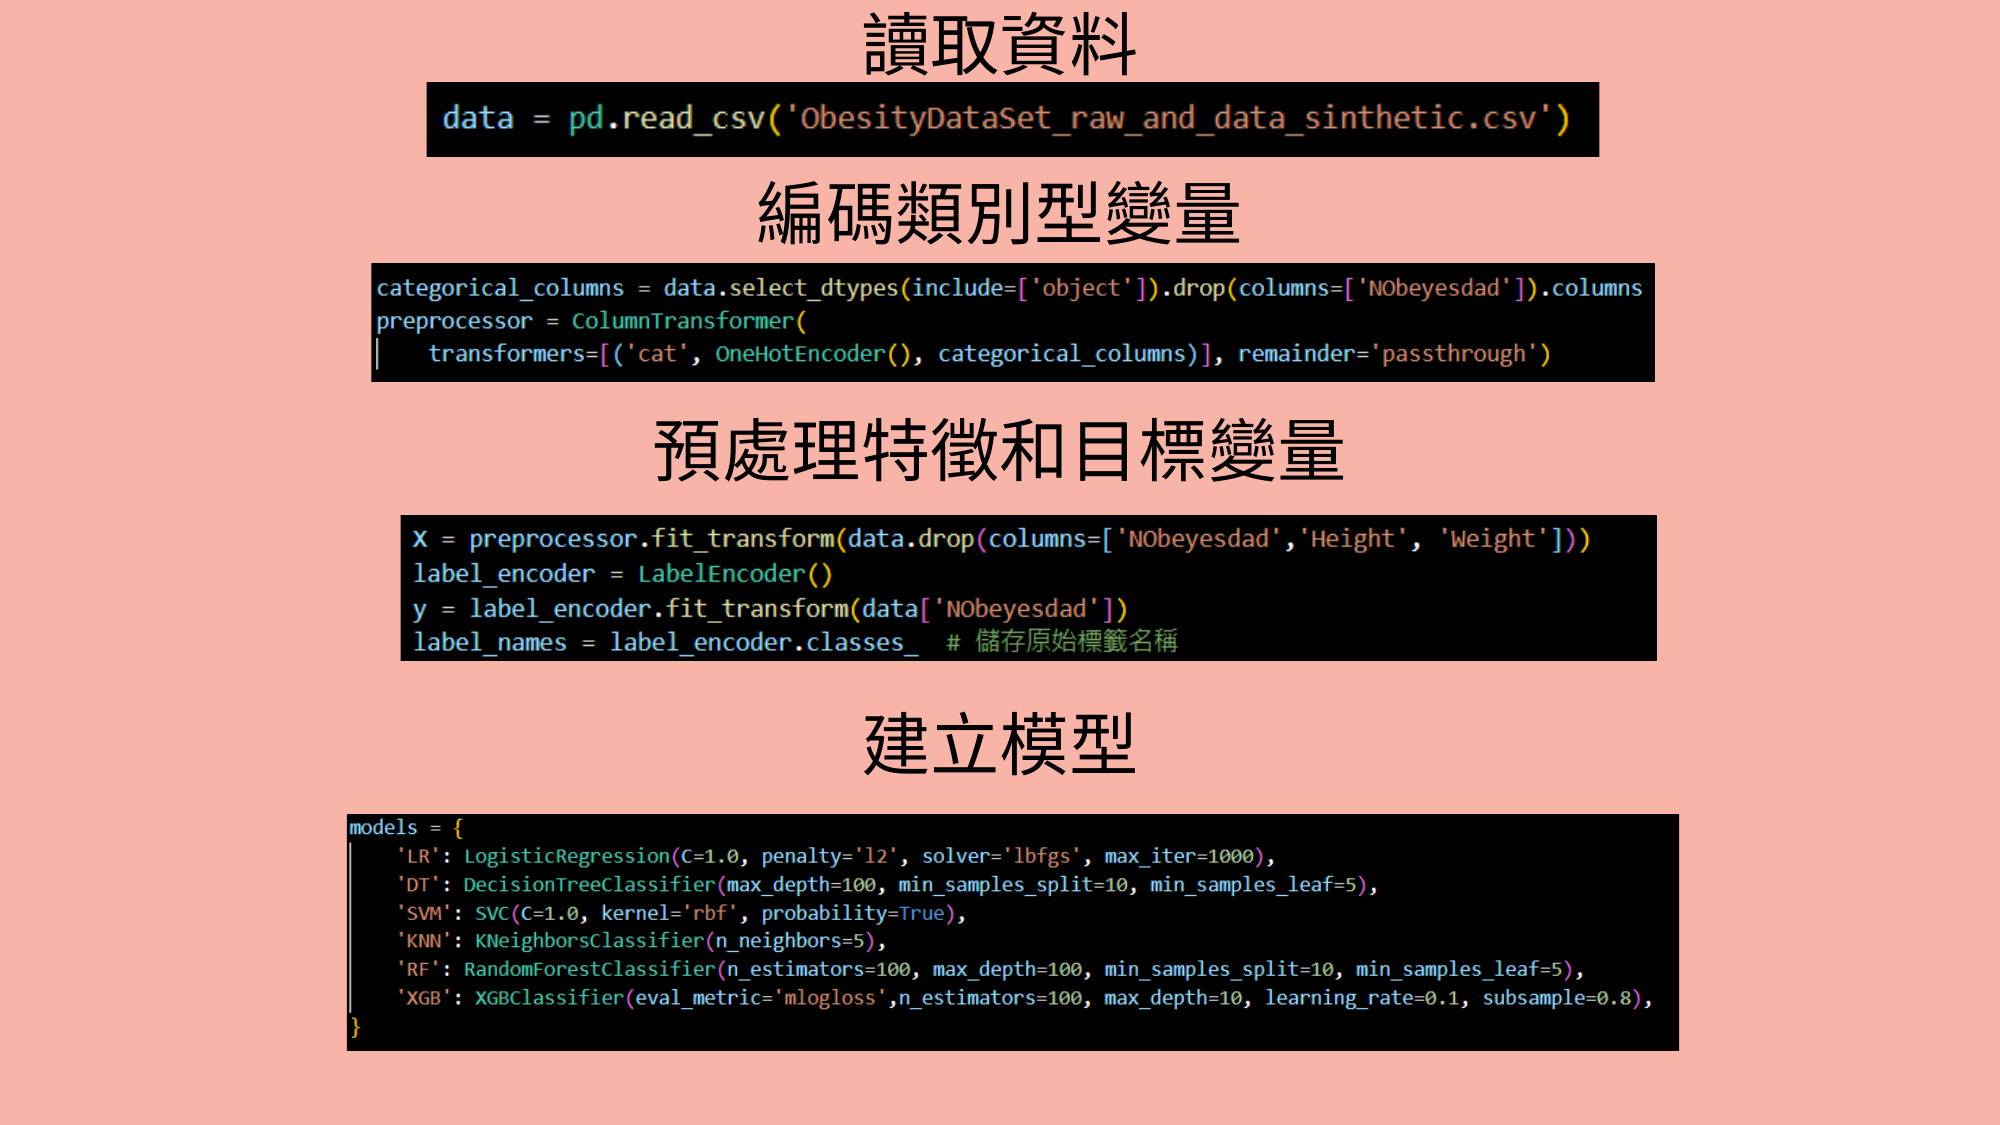 讀取資料
data = pd.read_csv('ObesityDataSet_raw_and_data_sinthetic.csv')
編碼類別型變量
categorical_columns = data.select_dtypes(include=['object']).drop(columns=['NObeyesdad']).columns
preprocessor = ColumnTransformer(
    transformers=[('cat', OneHotEncoder(), categorical_columns)], remainder='passthrough')
預處理特徵和目標變量
X = preprocessor.fit_transform(data.drop(columns=['NObeyesdad','Height', 'Weight']))
label_encoder = LabelEncoder()
y = label_encoder.fit_transform(data['NObeyesdad'])
label_names = label_encoder.classes_  # 儲存原始標籤名稱
建立模型
models = {
    'LR': LogisticRegression(C=1.0, penalty='l2', solver='lbfgs', max_iter=1000),
    'DT': DecisionTreeClassifier(max_depth=100, min_samples_split=10, min_samples_leaf=5),
    'SVM': SVC(C=1.0, kernel='rbf', probability=True),
    'KNN': KNeighborsClassifier(n_neighbors=5),
    'RF': RandomForestClassifier(n_estimators=100, max_depth=100, min_samples_split=10, min_samples_leaf=5),
    'XGB': XGBClassifier(eval_metric='mlogloss',n_estimators=100, max_depth=10, learning_rate=0.1, subsample=0.8),
}